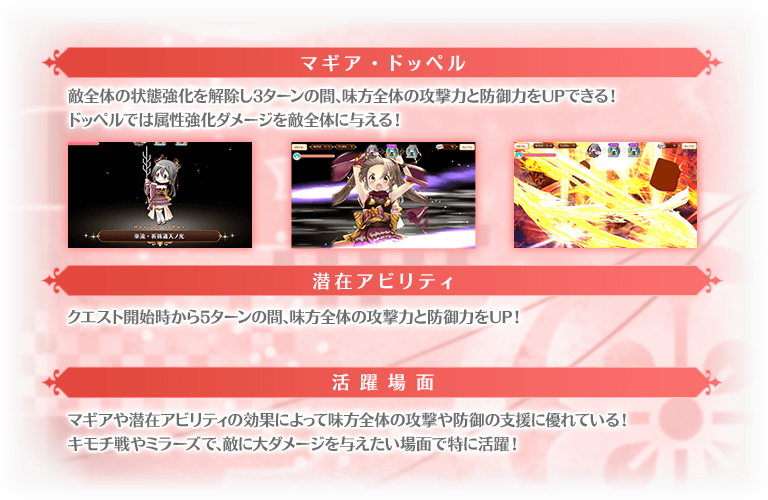 マギア・ドッペル
敵全体の状態強化を解除し3ターンの間、味方全体の攻撃力と防御力をUPできる！
ドッペルでは属性強化ダメージを敵全体に与える！
潜在アビリティ
クエスト開始時から5ターンの間、味方全体の攻撃力と防御力をUP！
活躍場面
マギアや潜在アビリティの効果によって味方全体の攻撃や防御の支援に優れている！
キモチ戦やミラーズで、敵に大ダメージを与えたい場面で特に活躍！